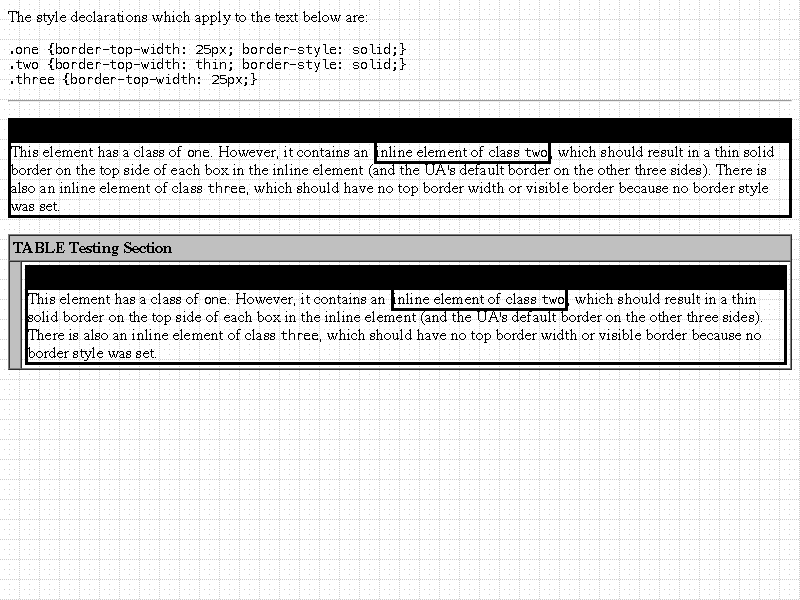 The style declarations which apply to the text below are:
.one {border-top-width: 25px; border-style: solid;}
.two {border-top-width: thin; border-style: solid;}
.three {border-top-width: 25px;}
This element has a class of one. However, it contains an inline element of class two, which should result in a thin solid
border on the top side of each box in the inline element (and the UA's default border on the other three sides). There is
also an inline element of class three, which should have no top border width or visible border because no border style
was set.
TABLE Testing Section
This element has a class of one. However, it contains an inline element of class two, which should result in a thin
solid border on the top side of each box in the inline element (and the UA's default border on the other three sides).
There is also an inline element of class three, which should have no top border width or visible border because no
border style was set.